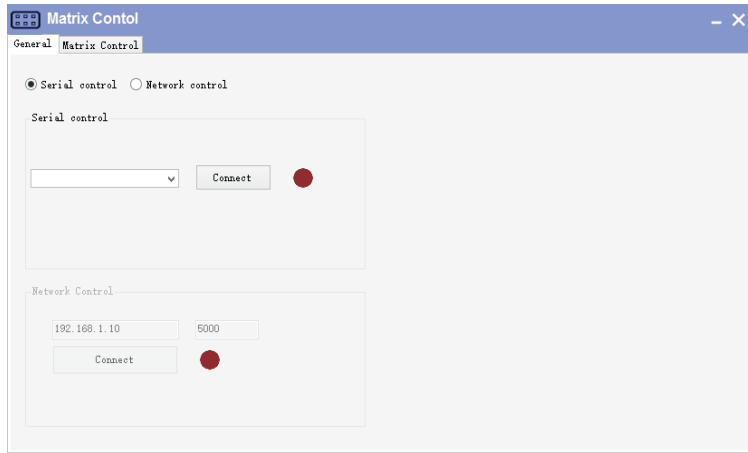 Matrix Contol
General Matrix Control
Serial control Network control
Serial control
Connect
Network Control
192.168.1.10 5000
Connect